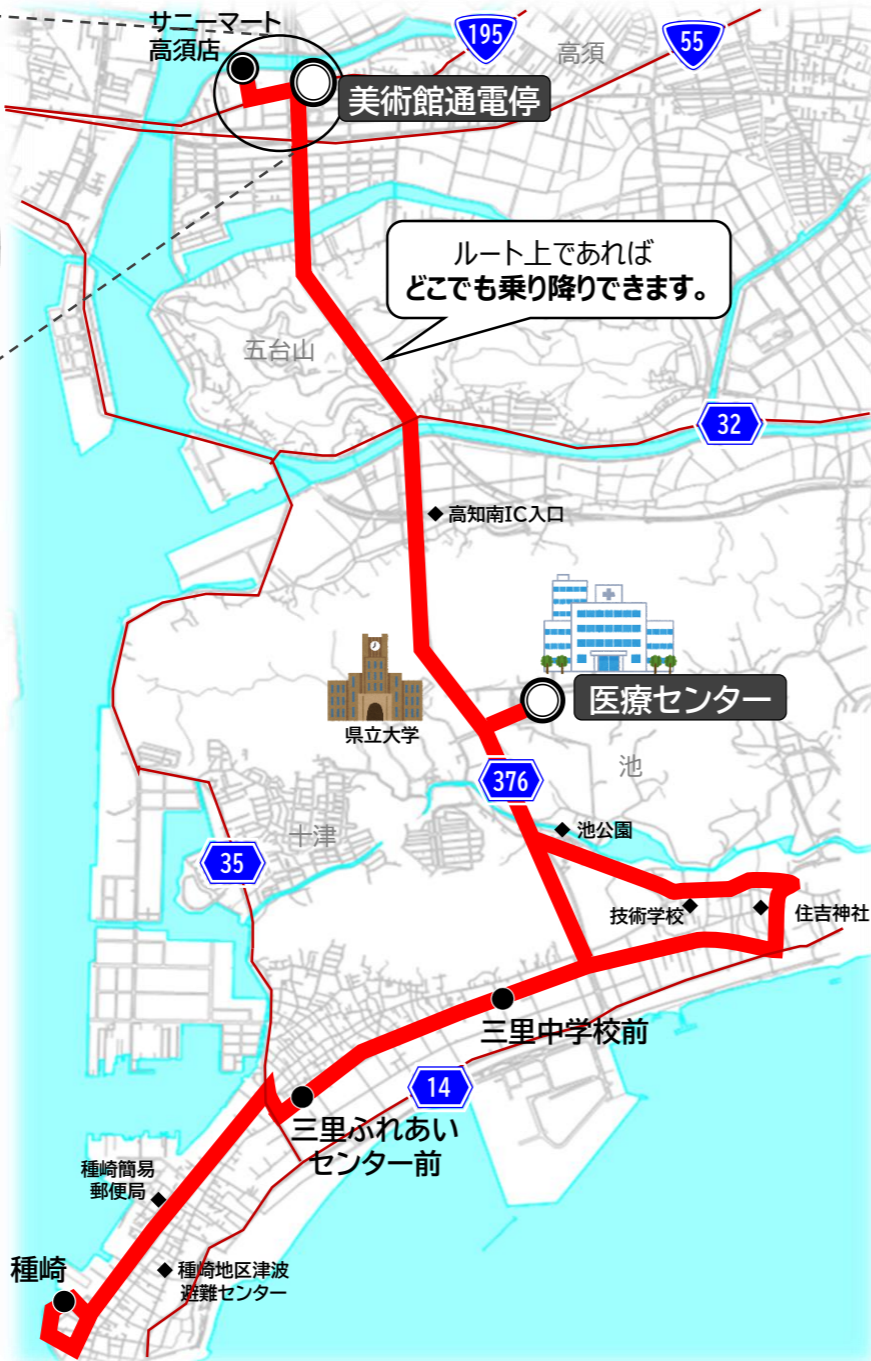 サニーマート
高須店
195
55
高須
美術館通電停
ルート上であれば
どこでも乗り降りできます。
五台山
32
高知南IC入口
医療センター
県立大学
376
池
十津
35
池公園
技術学校
住吉神社
三里中学校前
14
三里ふれあい
センター前
種崎簡易
郵便局
種崎
種崎地区津波
避難センター